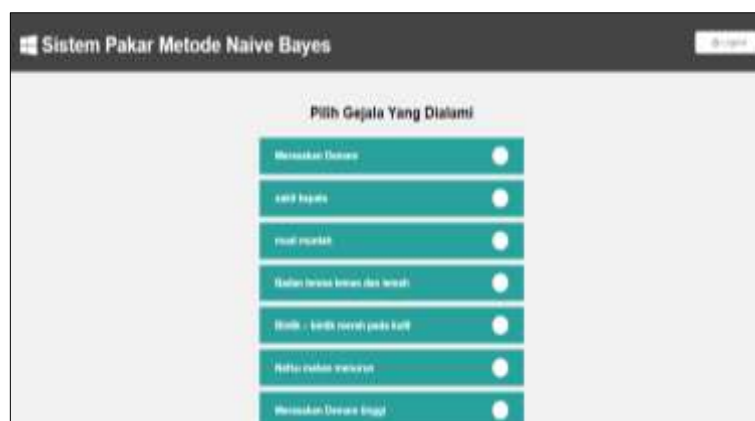 Sistem Pakar Metode Naive Bayes
Pilih Gejala Yang Dialami
Merasakan Demam
sakit kepala
mual muntah
Badan terasa lemas dan lemah
Bintik - bintik merah pada kulit
Nafsu makan menurun
Merasakan Demam tinggi